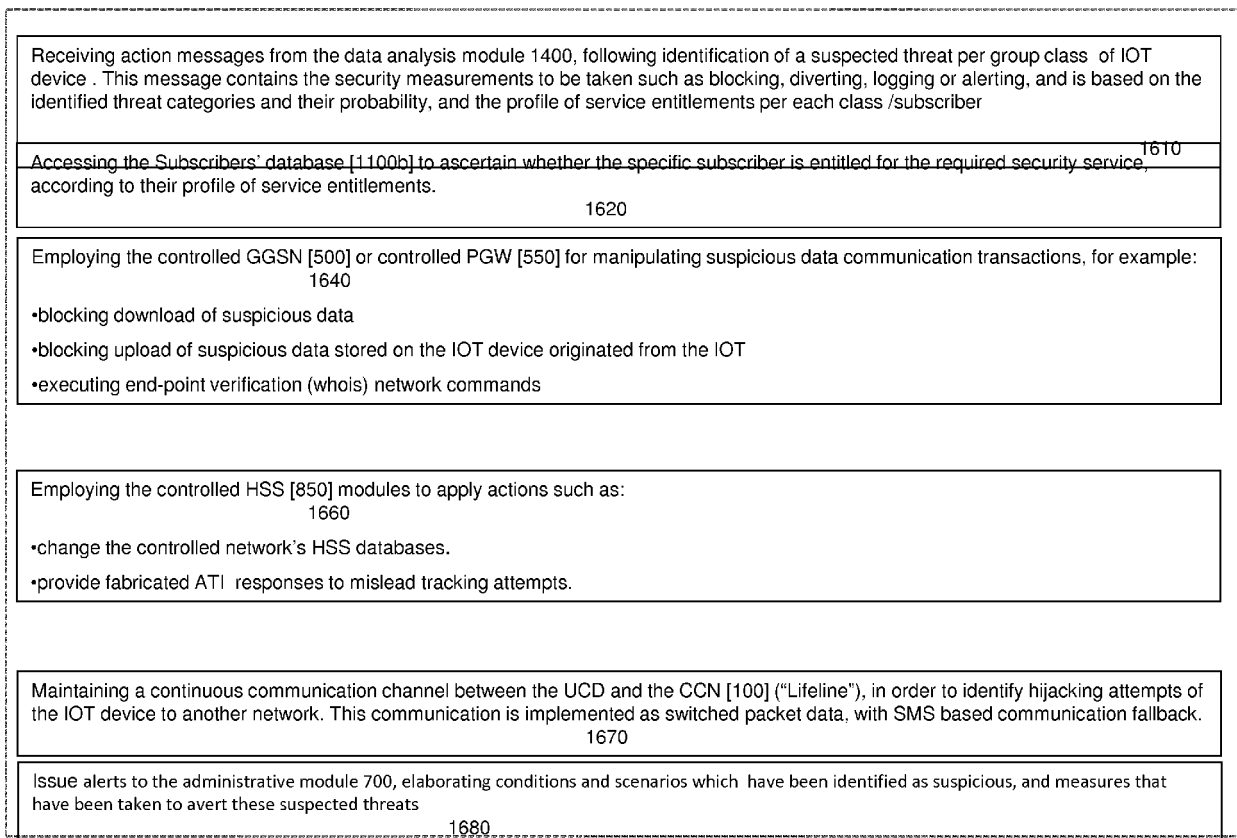 Receiving action messages from the data analysis module 1400, following identification of a suspected threat per group class of IOT
device . This message contains the security measurements to be taken such as blocking, diverting, logging or alerting, and is based on the
identified threat categories and their probability, and the profile of service entitlements per each class /subscriber
1610
Accessing the Subscribers’ database [1100b] to ascertain whether the specific subscriber is entitled for the required security service,
according to their profile of service entitlements.
1620
Employing the controlled GGSN [500] or controlled PGW [550] for manipulating suspicious data communication transactions, for example:
1640
•blocking download of suspicious data
•blocking upload of suspicious data stored on the IOT device originated from the IOT
•executing end-point verification (whois) network commands
Employing the controlled HSS [850] modules to apply actions such as:
1660
•change the controlled network’s HSS databases.
•provide fabricated ATI responses to mislead tracking attempts.
Maintaining a continuous communication channel between the UCD and the CCN [100] (“Lifeline”), in order to identify hijacking attempts of
the IOT device to another network. This communication is implemented as switched packet data, with SMS based communication fallback.
1670
Issue alerts to the administrative module 700, elaborating conditions and scenarios which have been identified as suspicious, and measures that
have been taken to avert these suspected threats
1680